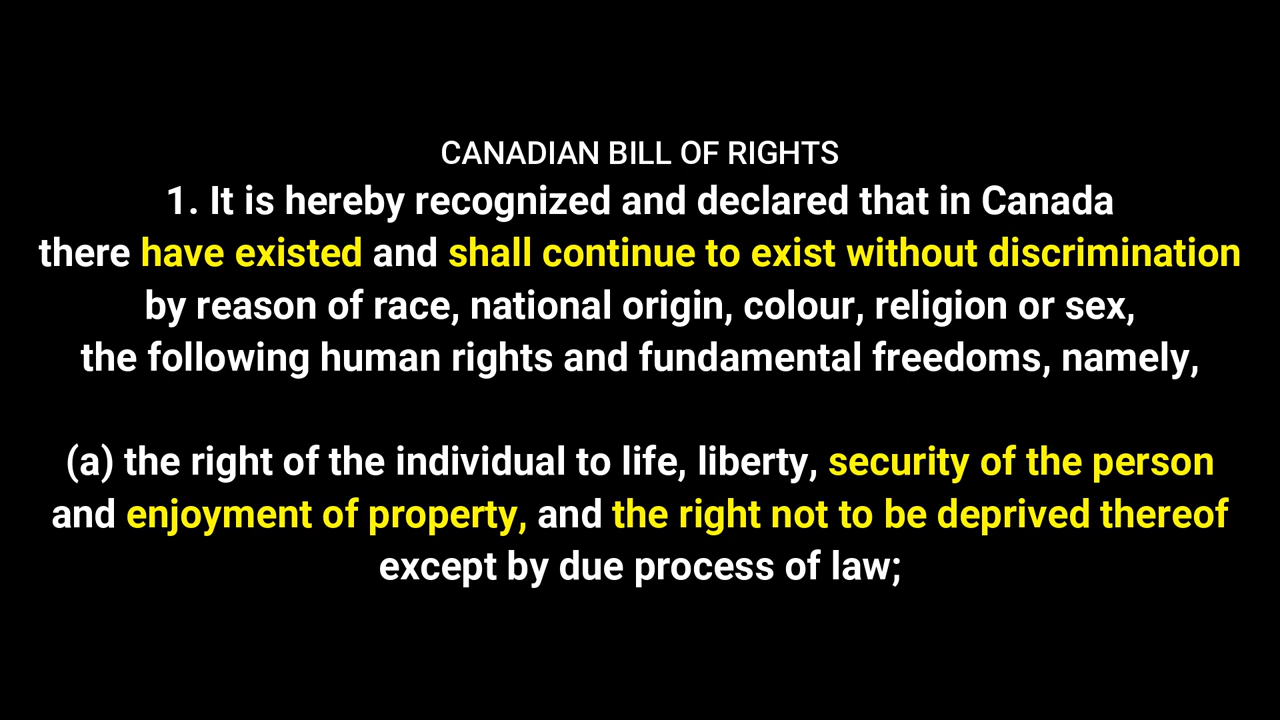 CANADIAN BILL OF RIGHTS
1. It is hereby recognized and declared that in Canada
there have existed and shall continue to exist without discrimination
by reason of race, national origin, colour, religion or sex,
the following human rights and fundamental freedoms, namely,
(a) the right of the individual to life, liberty, security of the person
and enjoyment of property, and the right not to be deprived thereof
except by due process of law;